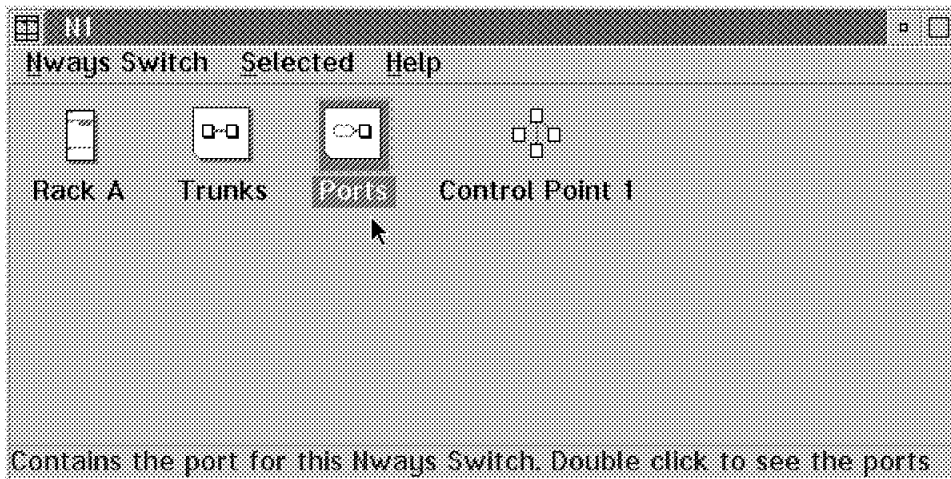 N1
Nways Switch Selected Help
Rack A Trunks Ports Control Point 1
Contains the port for this Nways Switch. Double click to see the ports